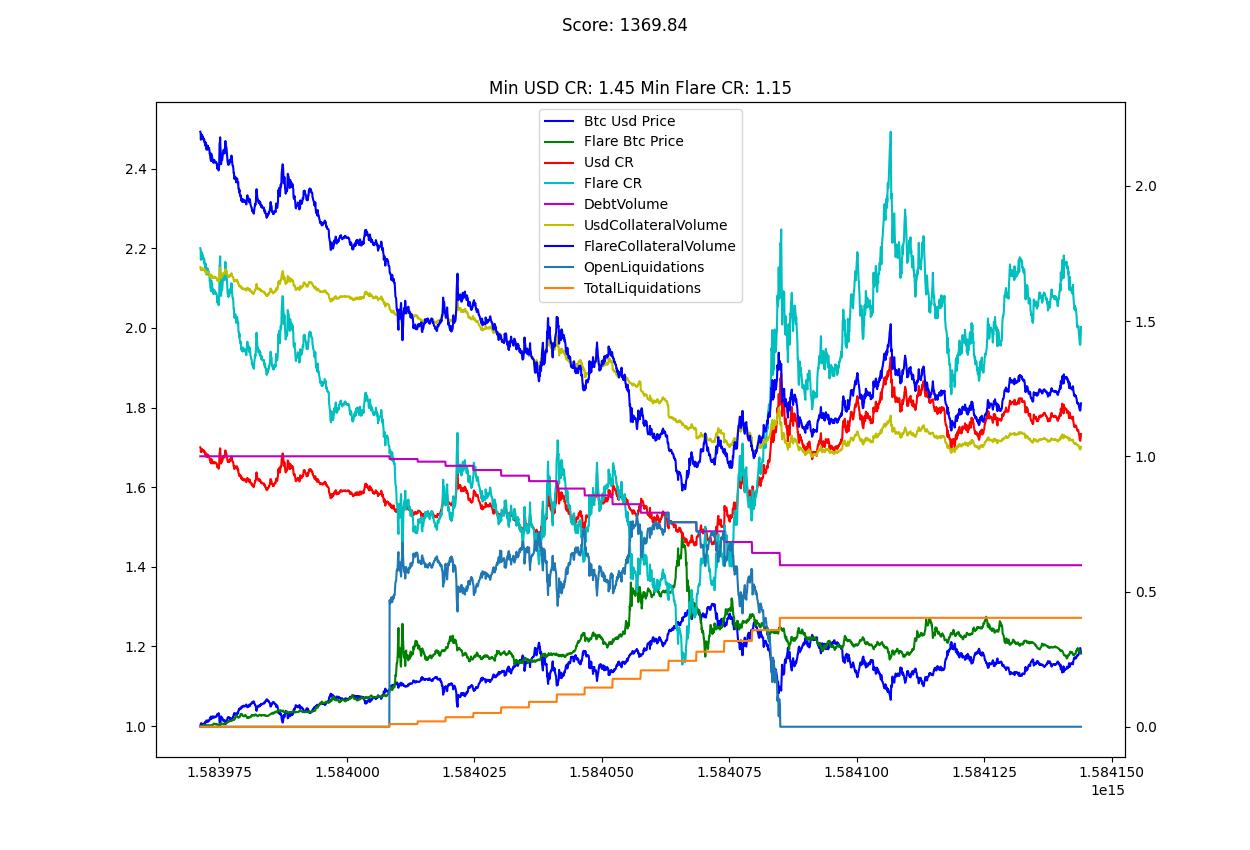 Score: 1369.84
Min USD CR: 1.45 Min Flare CR: 1.15
Btc Usd Price
Flare Btc Price
Usd CR
Flare CR
DebtVolume
UsdCollateralVolume
FlareCollateralVolume
OpenLiquidations
TotalLiquidations
2.4
2.2
2.0
1.8
1.6
1.4
1.2
1.0
2.0
1.5
1.0
0.5
0.0
1.583975 1.584000 1.584025 1.584050 1.584075 1.584100 1.584125 1.584150
1e15